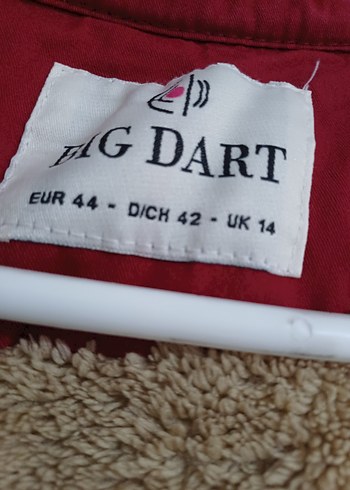 BIG DART
EUR 44 - D/CH 42 - UK 14